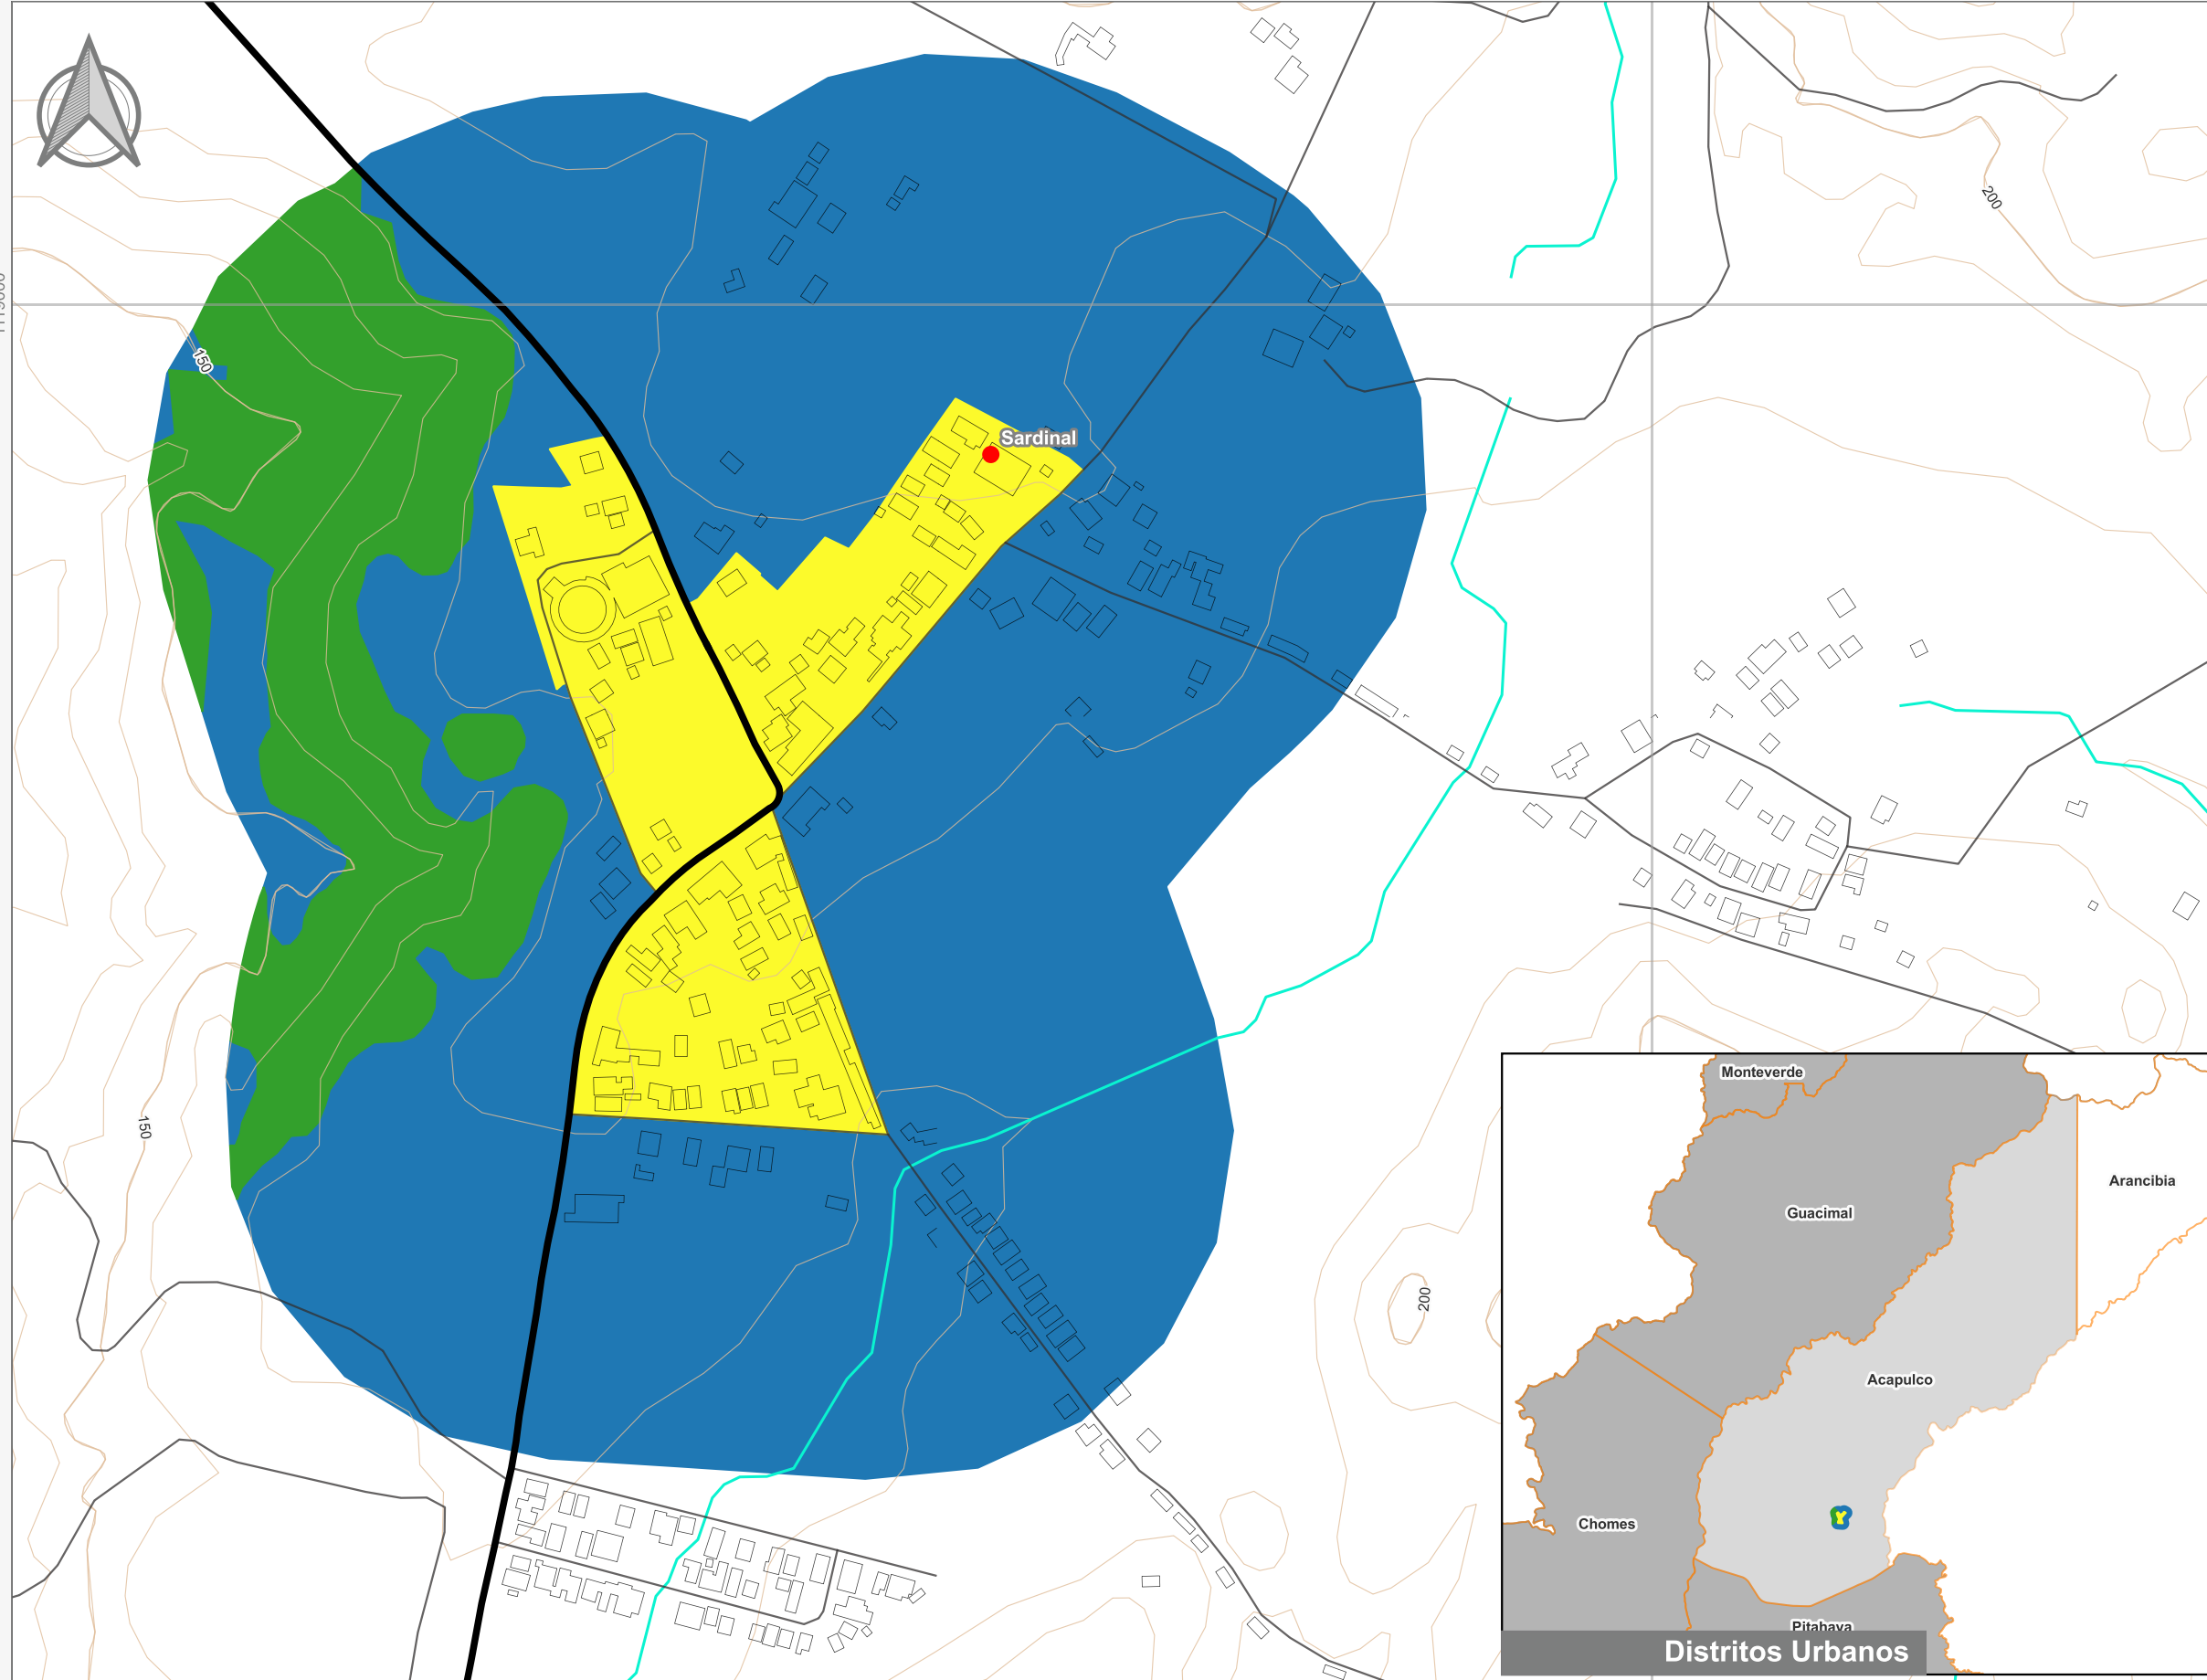 200
150
Sardinal
150
200
Monteverde
Arancibia
Guacimal
Acapulco
Chomes
Pitahaya
Distritos Urbanos